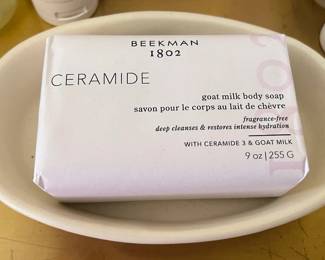 BEEKMAN
1802
CERAMIDE
goat milk body soap
savon pour le corps au lait de chèvre
fragrance-free
deep cleanses & restores intense hydration
WITH CERAMIDE 3 & GOAT MILK
9 oz | 255 G
1802